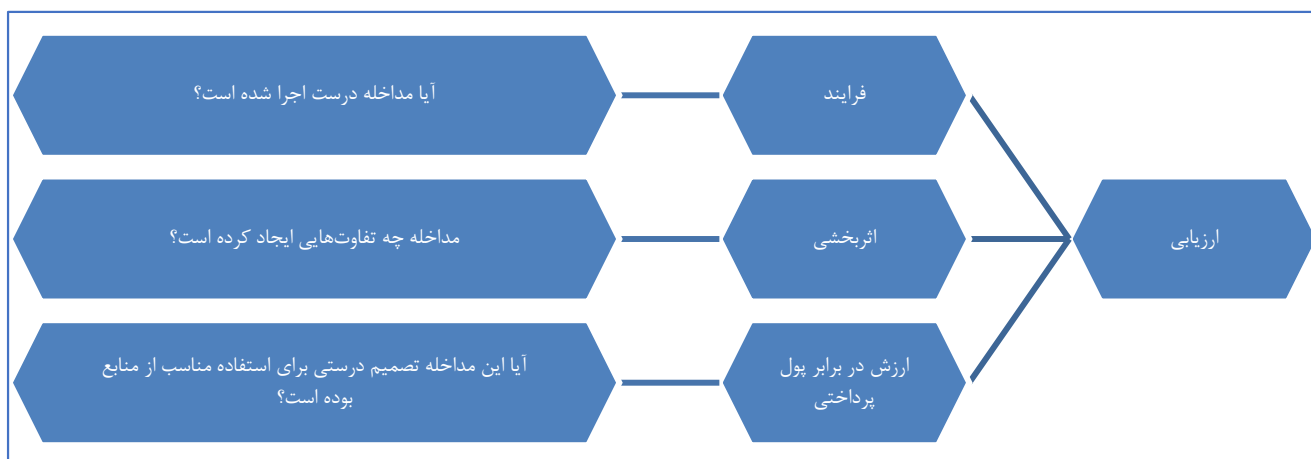 ارزیابی
فرایند
آیا مداخله درست اجرا شده است؟
اثربخشی
مداخله چه تفاوت‌هایی ایجاد کرده است؟
ارزش در برابر پول
پرداختی
آیا این مداخله تصمیم درستی برای استفاده مناسب از منابع
بوده است؟